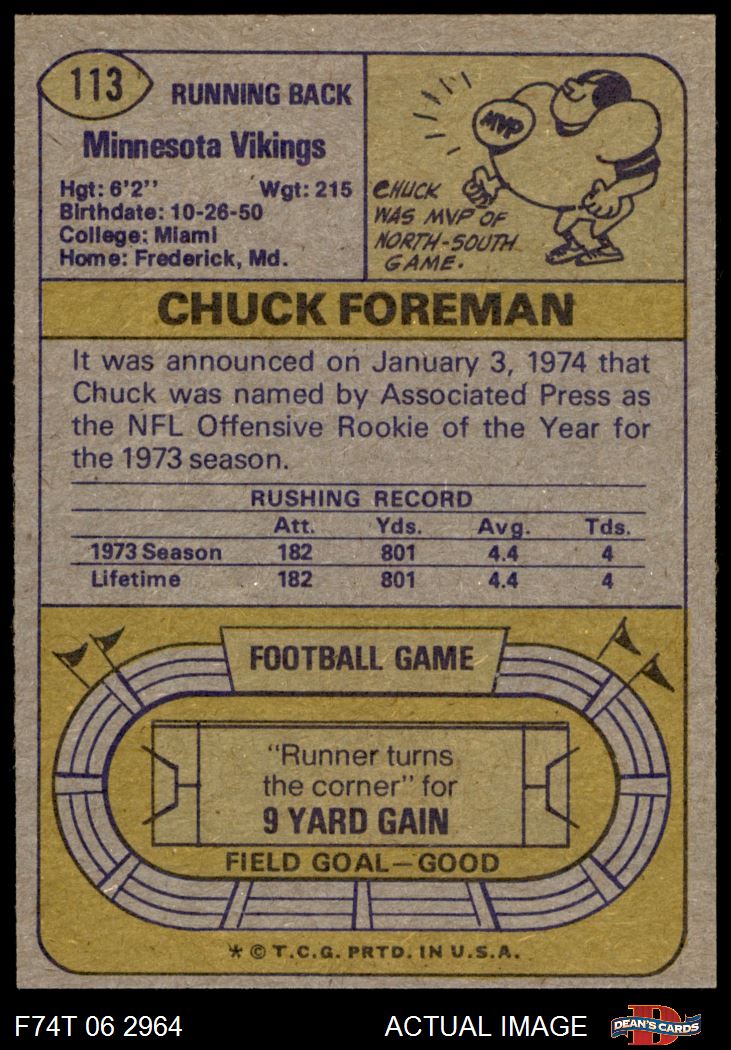 113
RUNNING BACK
Minnesota Vikings
Hgt: 6'2" Wgt: 215
Birthdate: 10-26-50
College: Miami
Home: Frederick, Md.
MVP
CHUCK
WAS MVP OF
NORTH-SOUTH
GAME.
CHUCK FOREMAN
It was announced on January 3, 1974 that
Chuck was named by Associated Press as
the NFL Offensive Rookie of the Year for
the 1973 season.
RUSHING RECORD
Att. Yds. Avg. Tds.
1973 Season 182 801 4.4 4
Lifetime 182 801 4.4 4
FOOTBALL GAME
"Runner turns
the corner" for
9 YARD GAIN
FIELD GOAL—GOOD
* © T.C.G. PRTD. IN U.S.A.
F74T 06 2964 ACTUAL IMAGE
D
DEAN'S CARDS